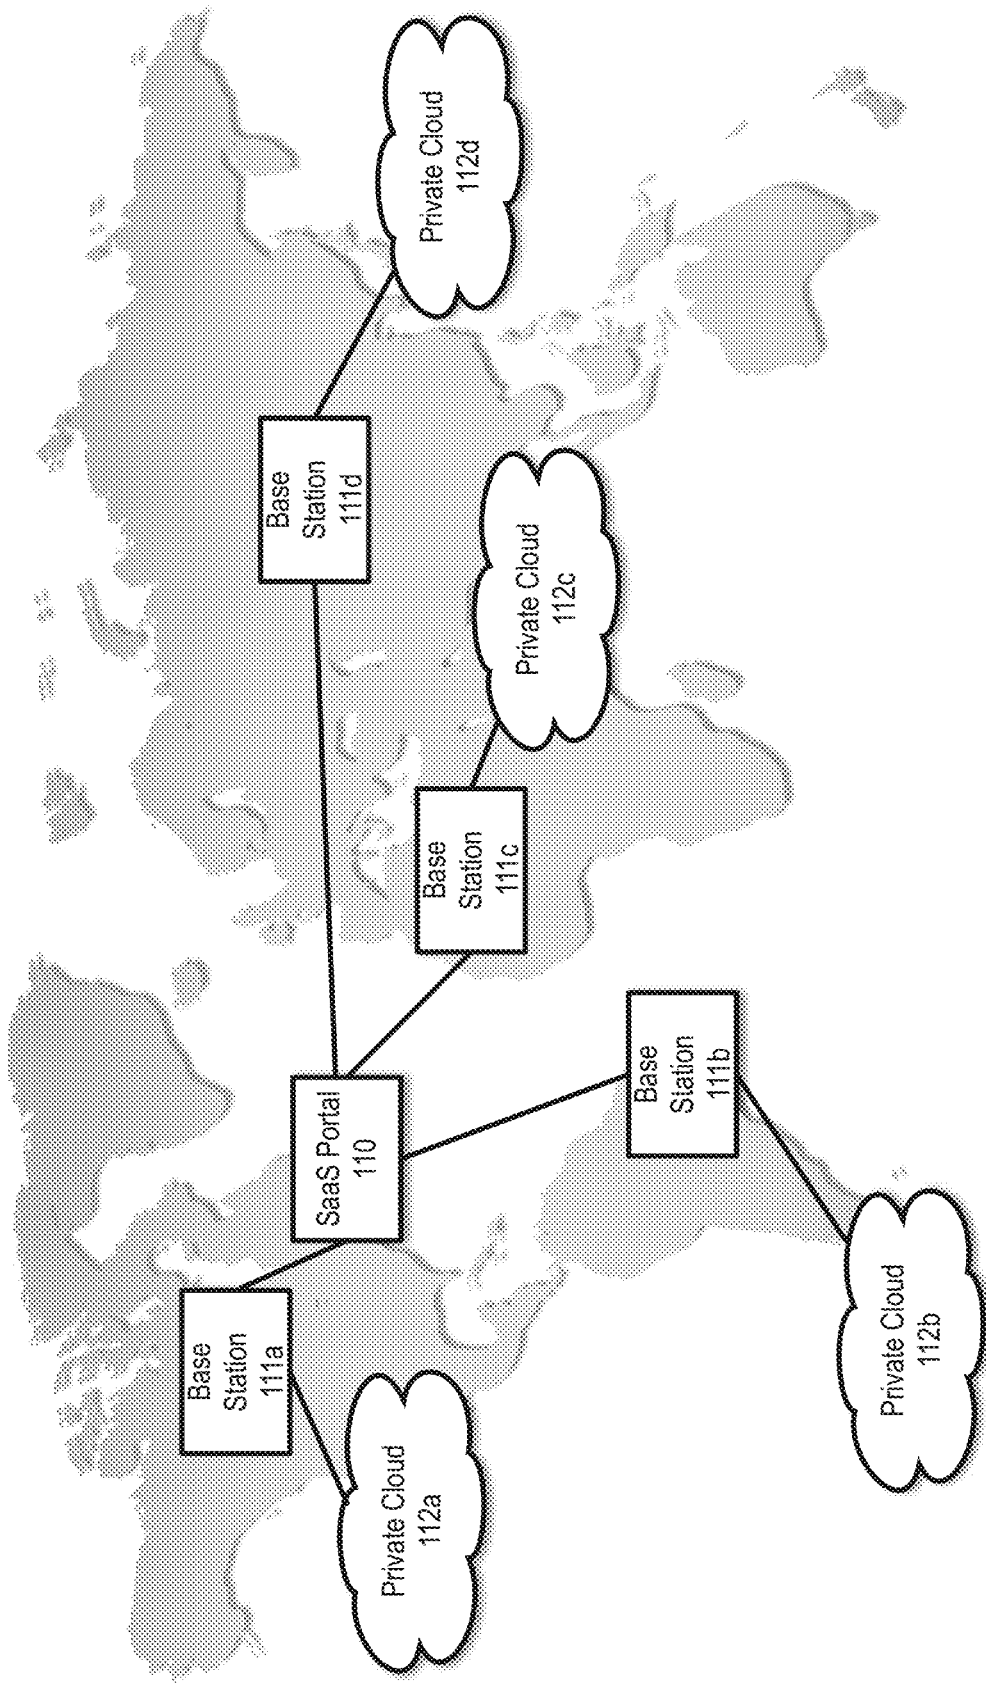 Base
Station
111a
Private Cloud
112a
SaaS Portal
110
Base
Station
111b
Private Cloud
112b
Base
Station
111c
Private Cloud
112c
Base
Station
111d
Private Cloud
112d